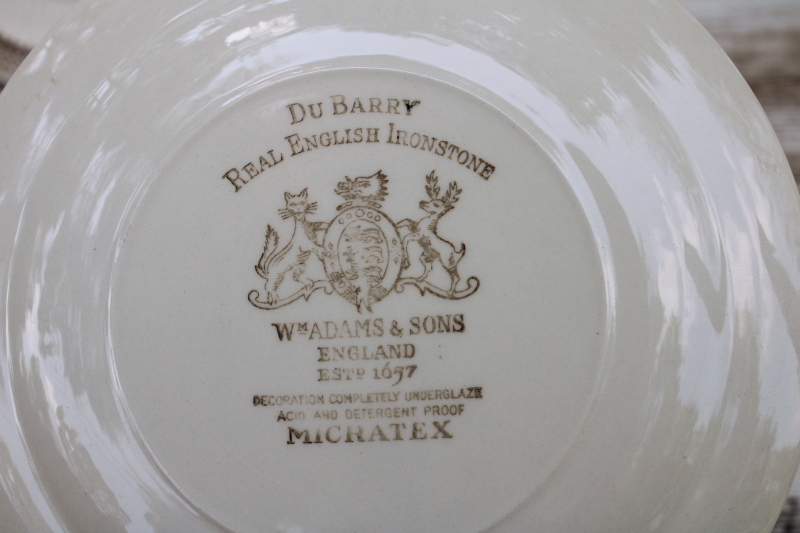 DU BARRY
REAL ENGLISH IRONSTONE
WM ADAMS & SONS
ENGLAND
ESTD 1657
DECORATION COMPLETELY UNDERGLAZE
ACID AND DETERGENT PROOF
MICRATEX